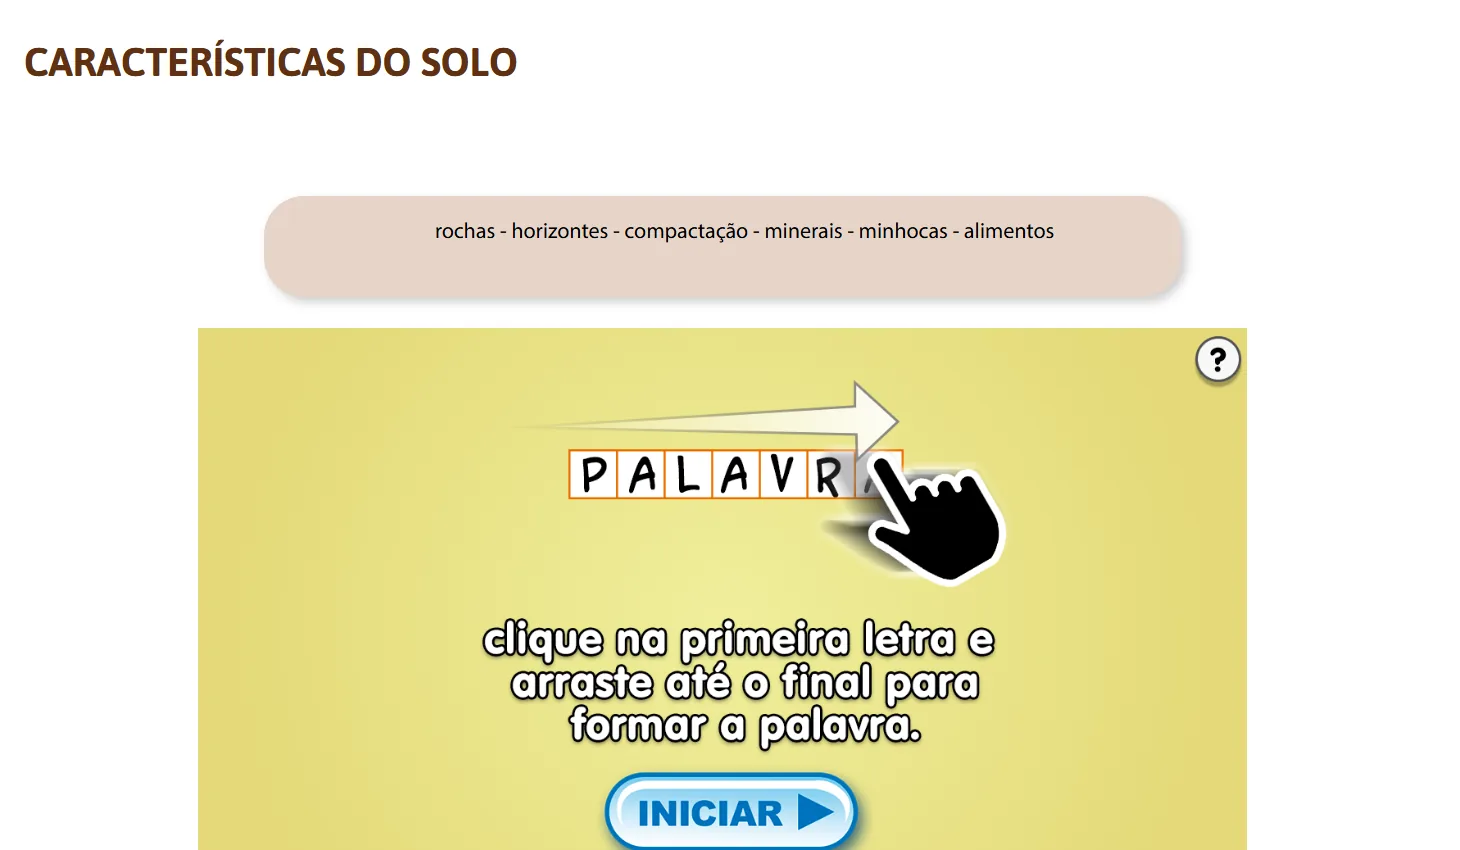 CARACTERÍSTICAS DO SOLO
rochas - horizontes - compactação - minerais - minhocas - alimentos
?
PALAVRA
clique na primeira letra e
arraste até o final para
formar a palavra.
INICIAR